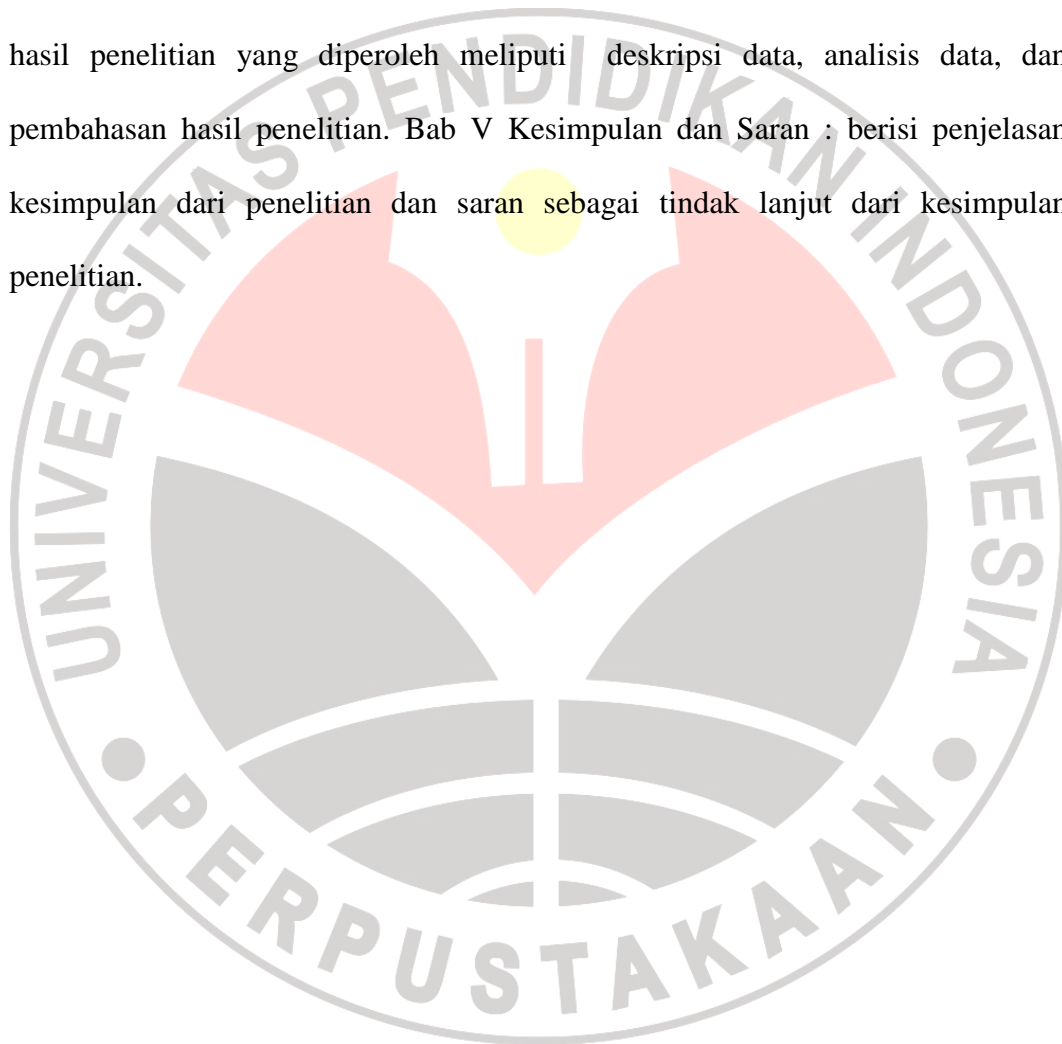 hasil penelitian yang diperoleh meliputi deskripsi data, analisis data, dan
pembahasan hasil penelitian. Bab V Kesimpulan dan Saran : berisi penjelasan
kesimpulan dari penelitian dan saran sebagai tindak lanjut dari kesimpulan
penelitian.
UNIVERSITAS PENDIDIKAN INDONESIA
PERPUSTAKAAN